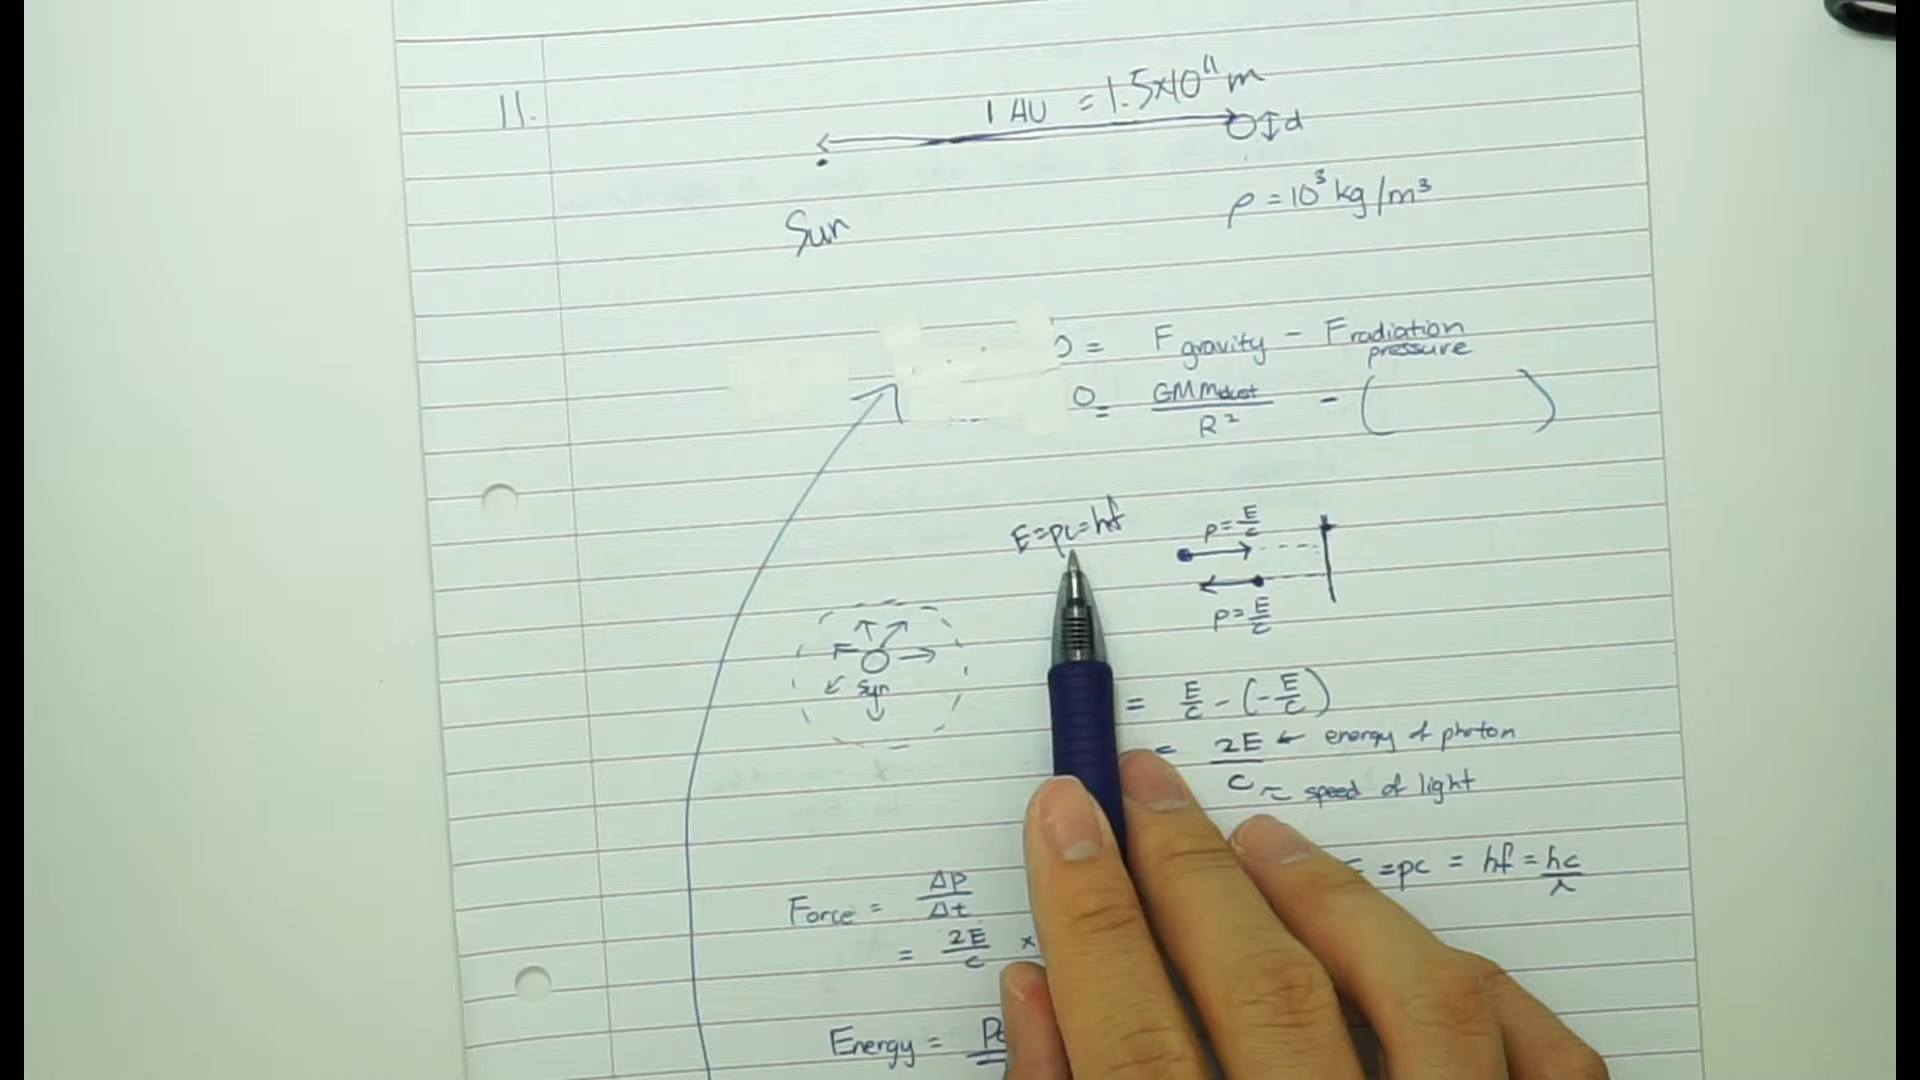 11.
1 AU = 1.5×10¹¹ m
d
ρ = 10³ kg/m³
Sun
0 = F gravity - F radiation pressure
0 = GMmdust / R² - ( )
E=pc=hf
p=E/c
p=E/c
Sun
= E/c - (-E/c)
= 2E ← energy of photon
c ~ speed of light
=pc = hf = hc/λ
Force = Δp/Δt
= 2E/c ×
Energy =